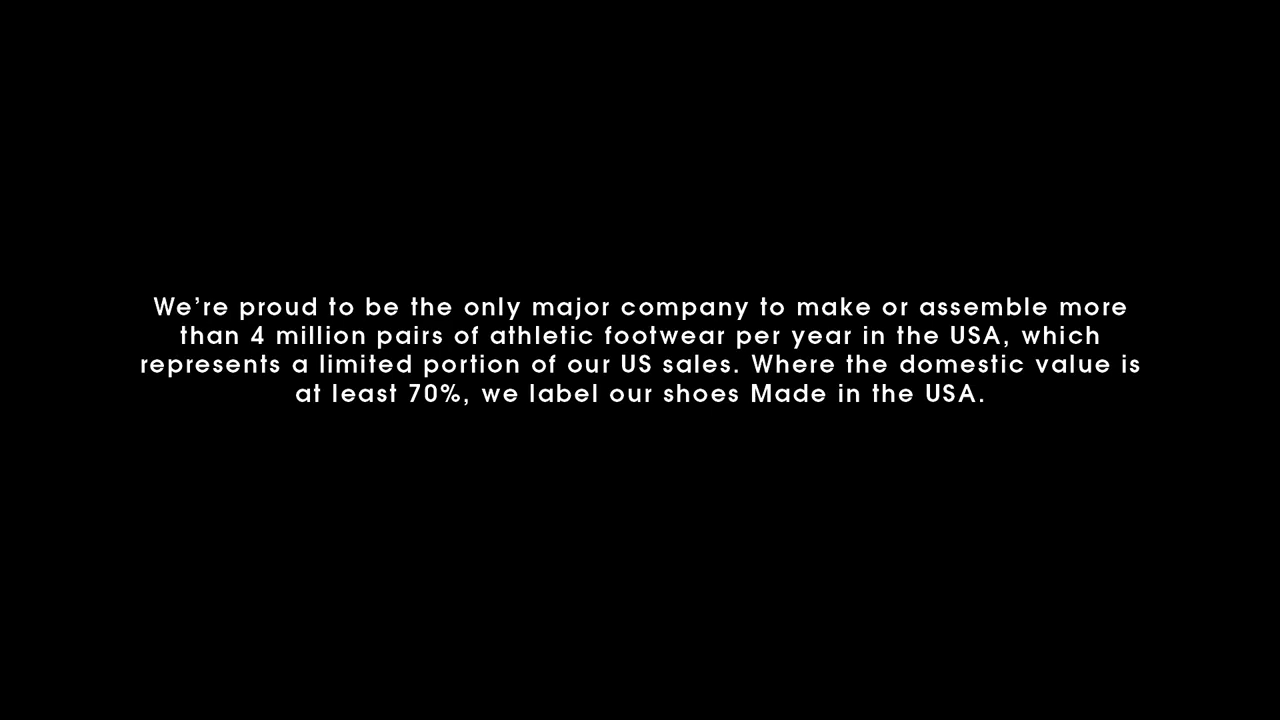 We’re proud to be the only major company to make or assemble more
than 4 million pairs of athletic footwear per year in the USA, which
represents a limited portion of our US sales. Where the domestic value is
at least 70%, we label our shoes Made in the USA.